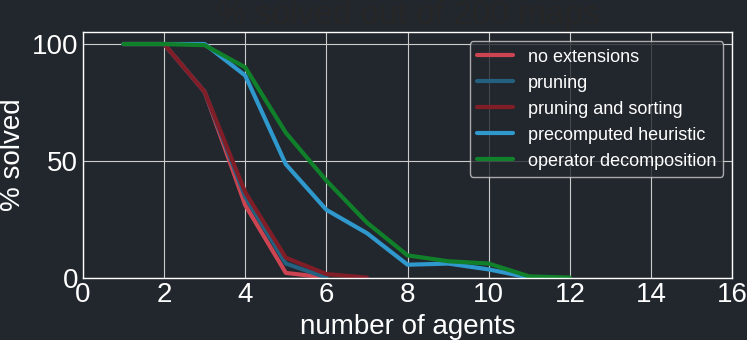 100
50
0
% solved
no extensions
pruning
pruning and sorting
precomputed heuristic
operator decomposition
0 2 4 6 8 10 12 14 16
number of agents